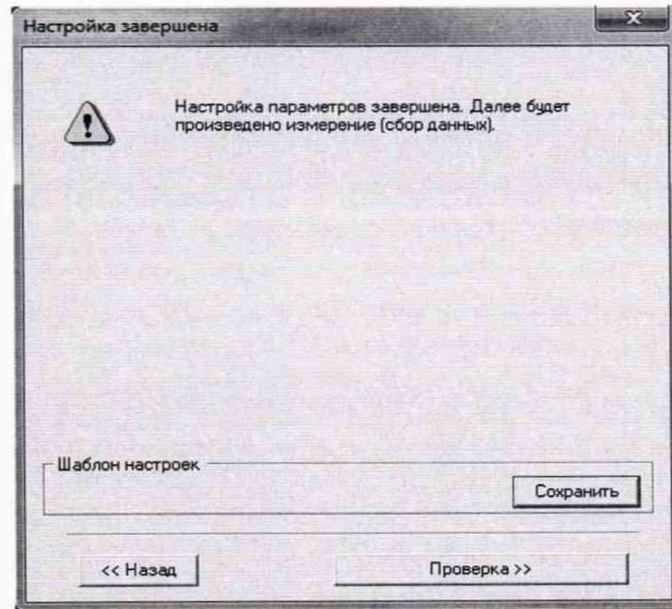 Настройка завершена
Настройка параметров завершена. Далее будет
произведено измерение (сбор данных).
Шаблон настроек
Сохранить
<< Назад
Проверка >>